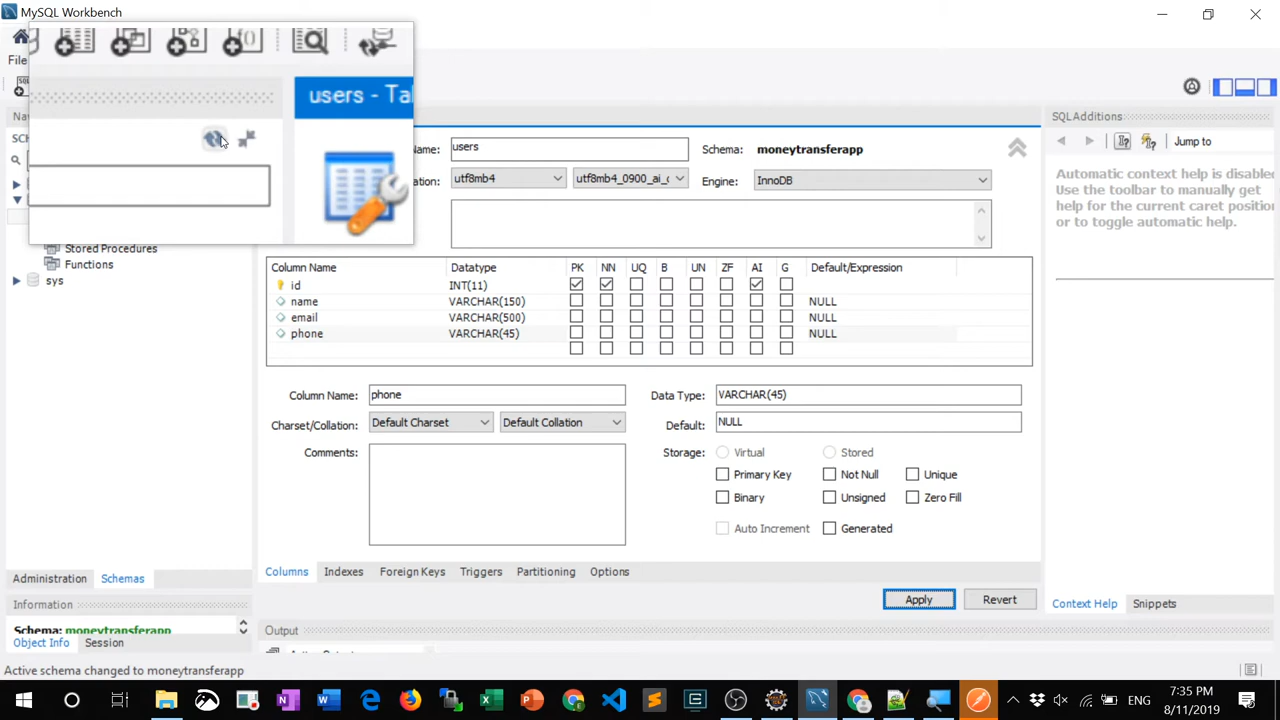 MySQL Workbench
File
users - Tal
Nav
SCH
Name:
users
Schema:
moneytransferapp
ation:
utf8mb4
utf8mb4_0900_ai_c
Engine:
InnoDB
Column Name
Datatype
PK
NN
UQ
B
UN
ZF
AI
G
Default/Expression
id
INT(11)
name
VARCHAR(150)
NULL
email
VARCHAR(500)
NULL
phone
VARCHAR(45)
NULL
Stored Procedures
Functions
sys
Column Name:
phone
Data Type:
VARCHAR(45)
Charset/Collation:
Default Charset
Default Collation
Default:
NULL
Comments:
Storage:
Virtual
Stored
Primary Key
Not Null
Unique
Binary
Unsigned
Zero Fill
Auto Increment
Generated
Columns
Indexes
Foreign Keys
Triggers
Partitioning
Options
Apply
Revert
SQLAdditions
Jump to
Automatic context help is disabled.
Use the toolbar to manually get
help for the current caret position
or to toggle automatic help.
Context Help
Snippets
Administration
Schemas
Information
Schema: moneytransferapp
Object Info
Session
Output
Active schema changed to moneytransferapp
ENG
7:35 PM
8/11/2019